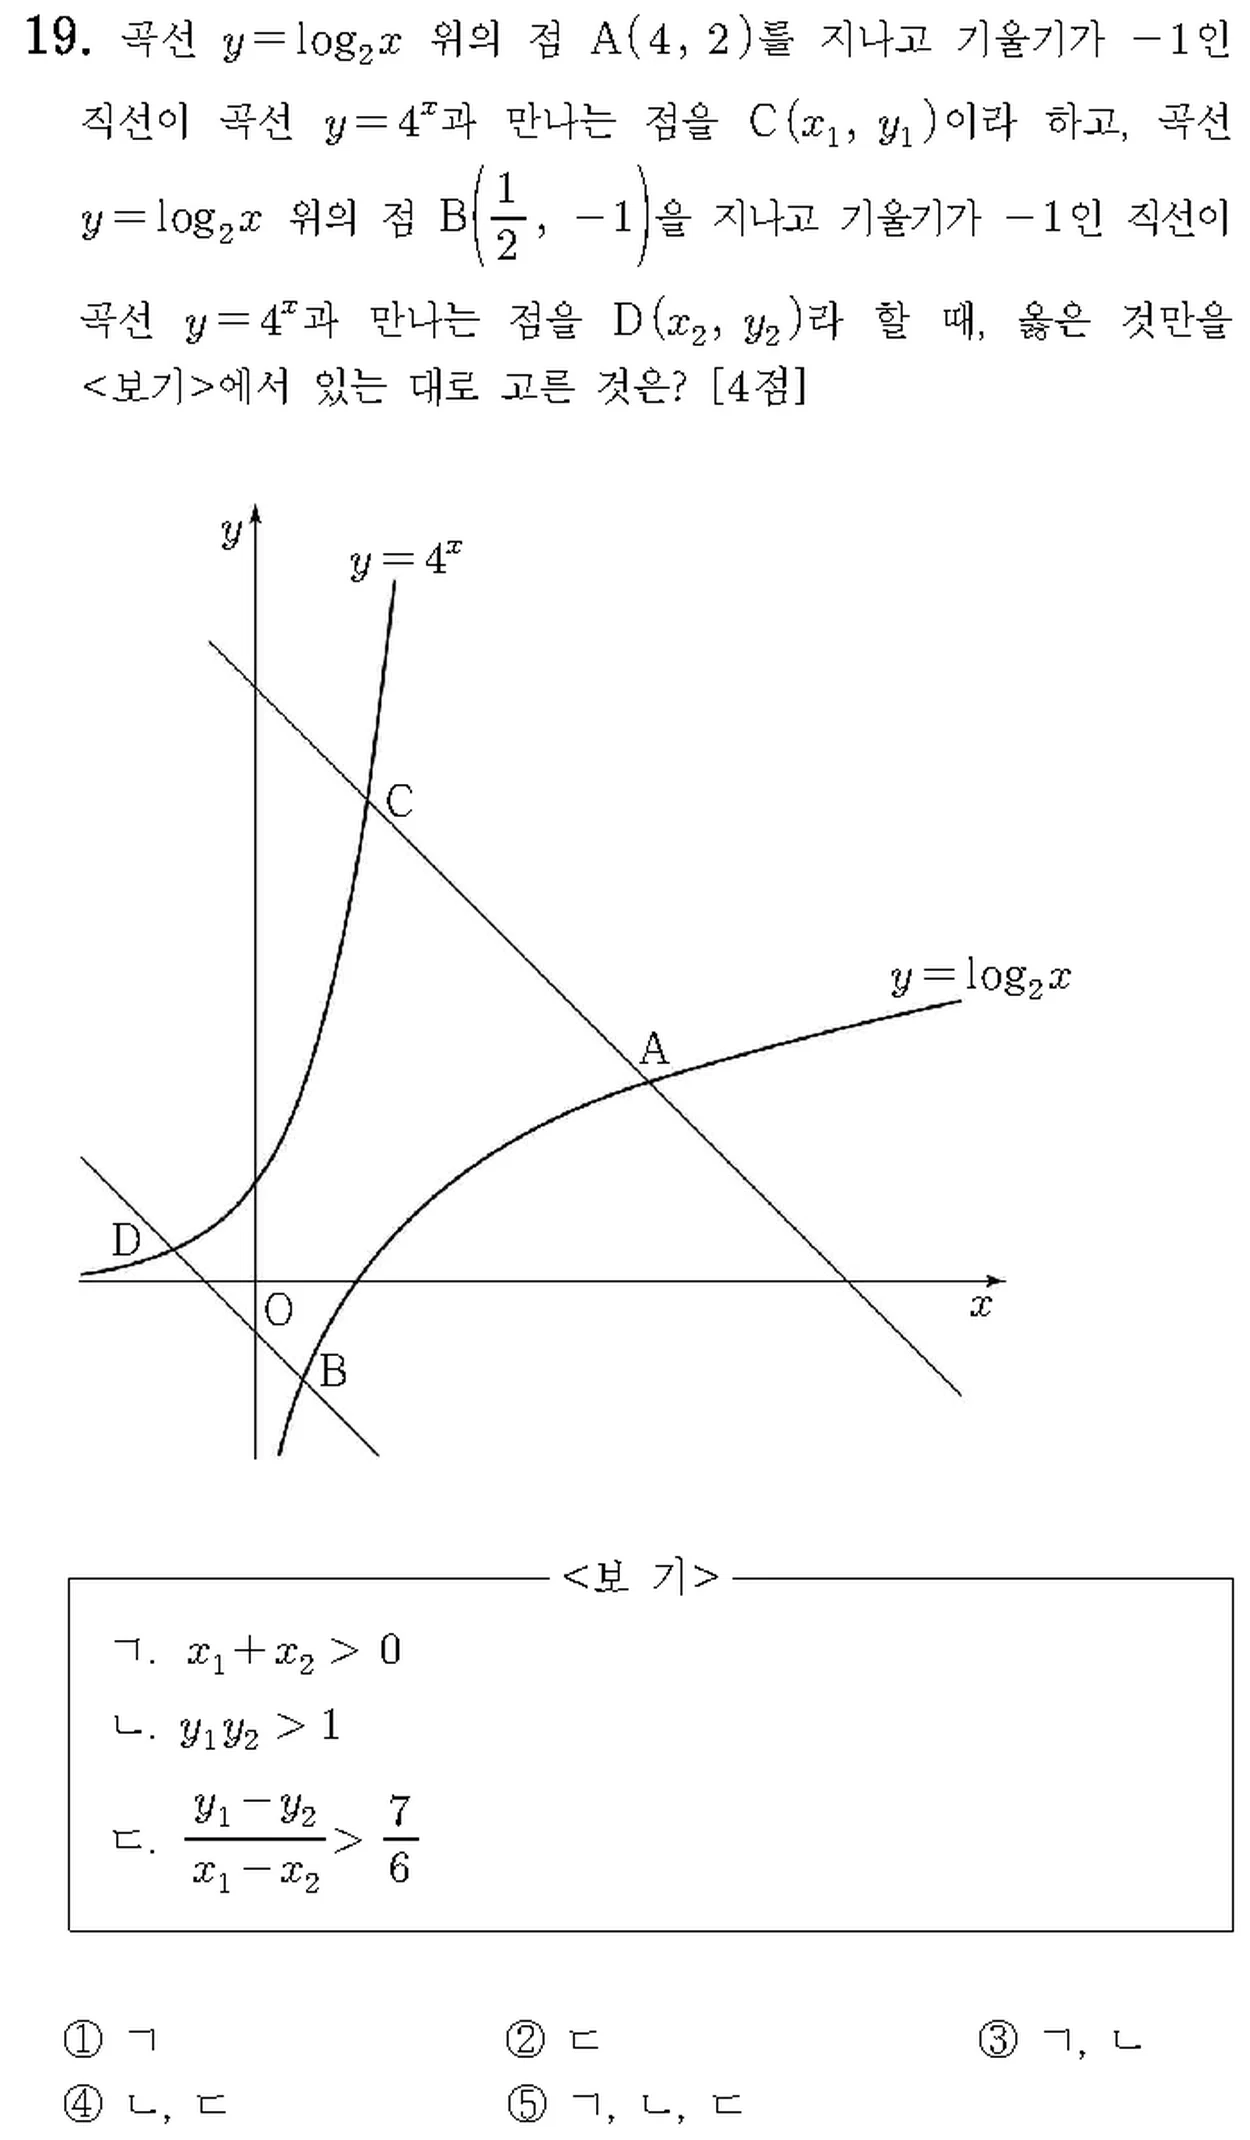 19. 곡선 y=log₂x 위의 점 A(4, 2)를 지나고 기울기가 −1인
직선이 곡선 y=4ˣ과 만나는 점을 C(x₁, y₁)이라 하고, 곡선
y=log₂x 위의 점 B(1/2, −1)을 지나고 기울기가 −1인 직선이
곡선 y=4ˣ과 만나는 점을 D(x₂, y₂)라 할 때, 옳은 것만을
<보기>에서 있는 대로 고른 것은? [4점]
y
y=4ˣ
C
y=log₂x
A
D
O
x
B
<보 기>
ㄱ. x₁+x₂ > 0
ㄴ. y₁y₂ > 1
ㄷ. (y₁−y₂)/(x₁−x₂) > 7/6
① ㄱ ② ㄷ ③ ㄱ, ㄴ
④ ㄴ, ㄷ ⑤ ㄱ, ㄴ, ㄷ